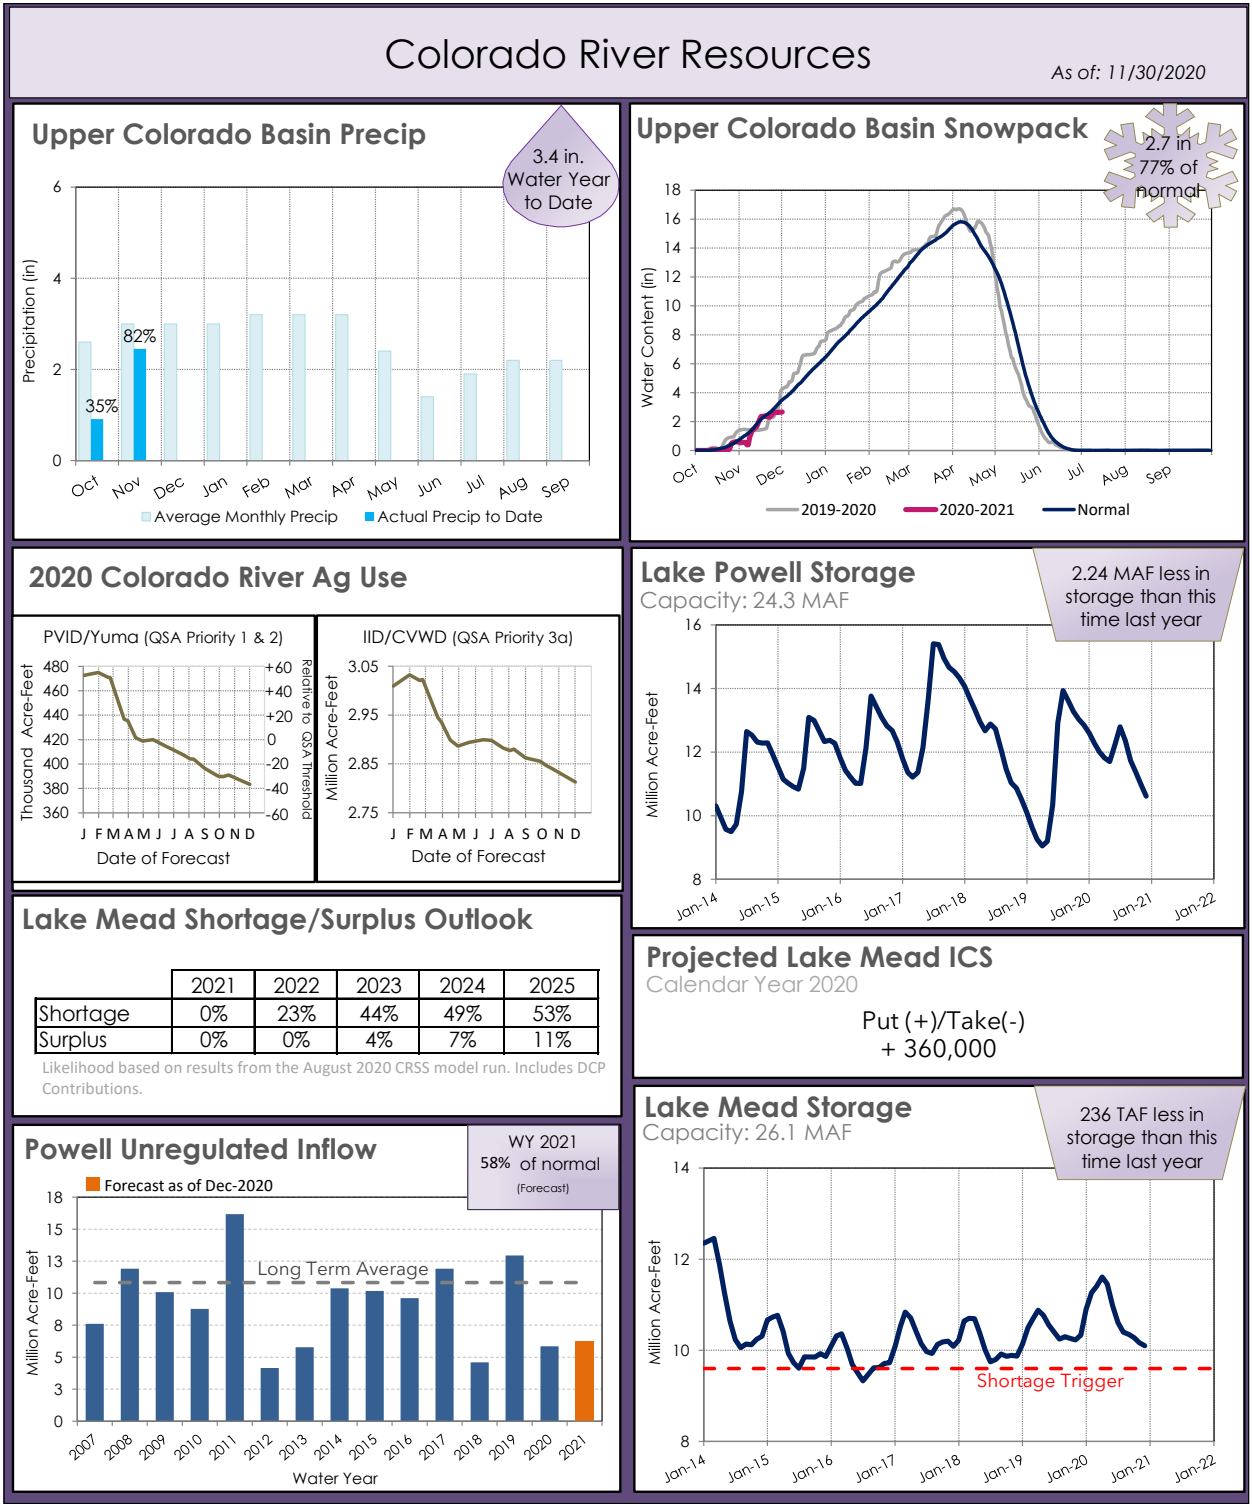 Colorado River Resources
As of: 11/30/2020
Upper Colorado Basin Precip
3.4 in.
Water Year
to Date
6
4
2
0
Precipitation (in)
35%
82%
Oct Nov Dec Jan Feb Mar Apr May Jun Jul Aug Sep
Average Monthly Precip Actual Precip to Date
Upper Colorado Basin Snowpack
2.7 in
77% of
normal
18
16
14
12
10
8
6
4
2
0
Water Content (in)
Oct Nov Dec Jan Feb Mar Apr May Jun Jul Aug Sep
2019-2020 2020-2021 Normal
2020 Colorado River Ag Use
PVID/Yuma (QSA Priority 1 & 2)
480
460
440
420
400
380
360
Thousand Acre-Feet
+60
+40
+20
0
-20
-40
-60
Relative to QSA Threshold
J F M A M J J A S O N D
Date of Forecast
IID/CVWD (QSA Priority 3a)
3.05
2.95
2.85
2.75
Million Acre-Feet
J F M A M J J A S O N D
Date of Forecast
Lake Powell Storage
Capacity: 24.3 MAF
2.24 MAF less in
storage than this
time last year
16
14
12
10
8
Million Acre-Feet
Jan-14 Jan-15 Jan-16 Jan-17 Jan-18 Jan-19 Jan-20 Jan-21 Jan-22
Lake Mead Shortage/Surplus Outlook
2021 2022 2023 2024 2025
Shortage 0% 23% 44% 49% 53%
Surplus 0% 0% 4% 7% 11%
Likelihood based on results from the August 2020 CRSS model run. Includes DCP
Contributions.
Projected Lake Mead ICS
Calendar Year 2020
Put (+)/Take(-)
+ 360,000
Powell Unregulated Inflow
WY 2021
58% of normal
(Forecast)
Forecast as of Dec-2020
18
15
13
10
8
5
3
0
Million Acre-Feet
Long Term Average
2007 2008 2009 2010 2011 2012 2013 2014 2015 2016 2017 2018 2019 2020 2021
Water Year
Lake Mead Storage
Capacity: 26.1 MAF
236 TAF less in
storage than this
time last year
14
12
10
8
Million Acre-Feet
Shortage Trigger
Jan-14 Jan-15 Jan-16 Jan-17 Jan-18 Jan-19 Jan-20 Jan-21 Jan-22